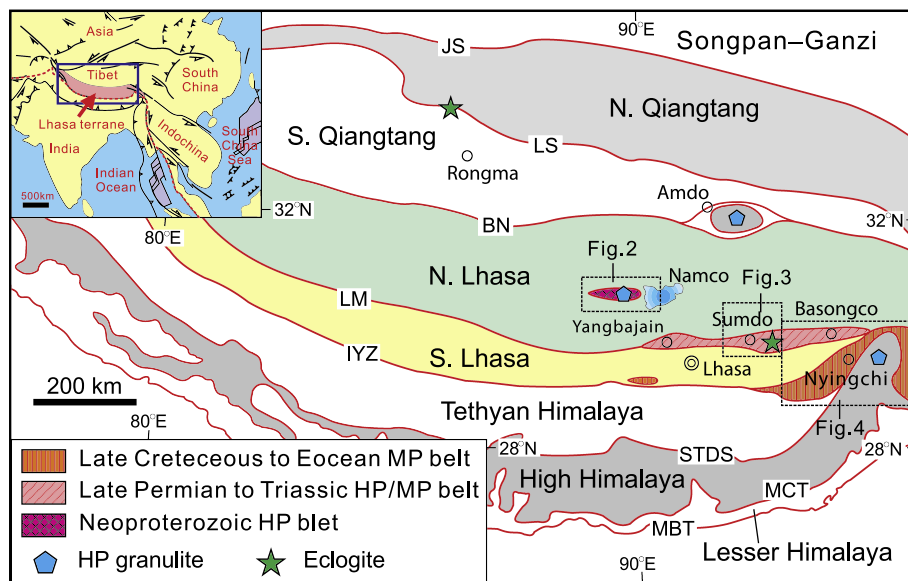 Asia
Tibet
South
China
Lhasa terrane
India
Indochina
South
China
Sea
Indian
Ocean
500km
90°E
Songpan–Ganzi
JS
N. Qiangtang
S. Qiangtang
LS
Rongma
Amdo
32°N
BN
32°N
80°E
N. Lhasa
Fig.2
Namco
Fig.3
Basongco
Sumdo
Yangbajain
LM
IYZ
S. Lhasa
Lhasa
Nyingchi
200 km
Tethyan Himalaya
Fig.4
80°E
28°N
STDS
28°N
High Himalaya
MCT
MBT
Lesser Himalaya
90°E
Late Creteceous to Eocean MP belt
Late Permian to Triassic HP/MP belt
Neoproterozoic HP blet
HP granulite
Eclogite